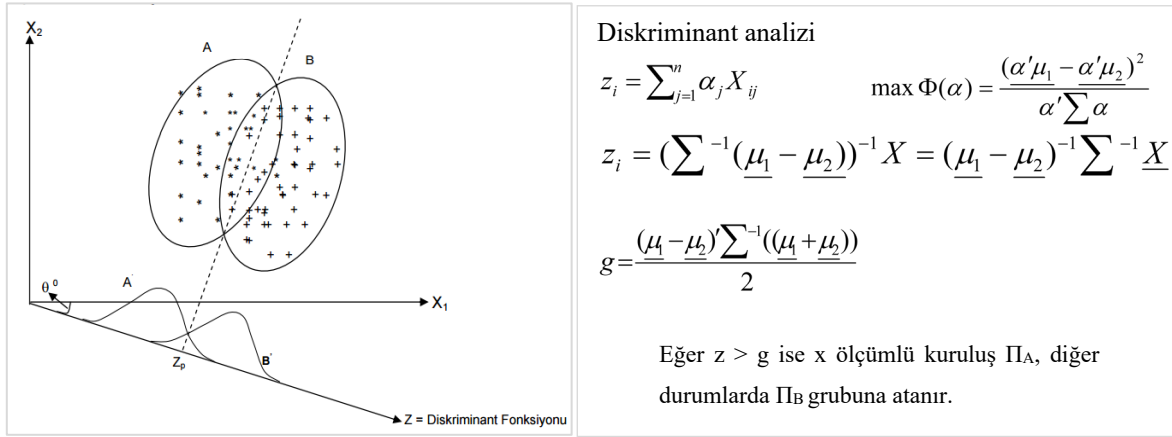 X₂
A
B
θ⁰
A'
X₁
Z_p
B'
Z = Diskriminant Fonksiyonu
Diskriminant analizi
z_i = ∑_{j=1}^{n} α_j X_{ij}
max Φ(α) = (α'μ₁ − α'μ₂)² / α'∑α
z_i = (∑⁻¹(μ₁ − μ₂))⁻¹ X = (μ₁ − μ₂)⁻¹ ∑⁻¹ X
g = (μ₁ − μ₂)'∑⁻¹((μ₁ + μ₂)) / 2
Eğer z > g ise x ölçümlü kuruluş Π_A, diğer
durumlarda Π_B grubuna atanır.